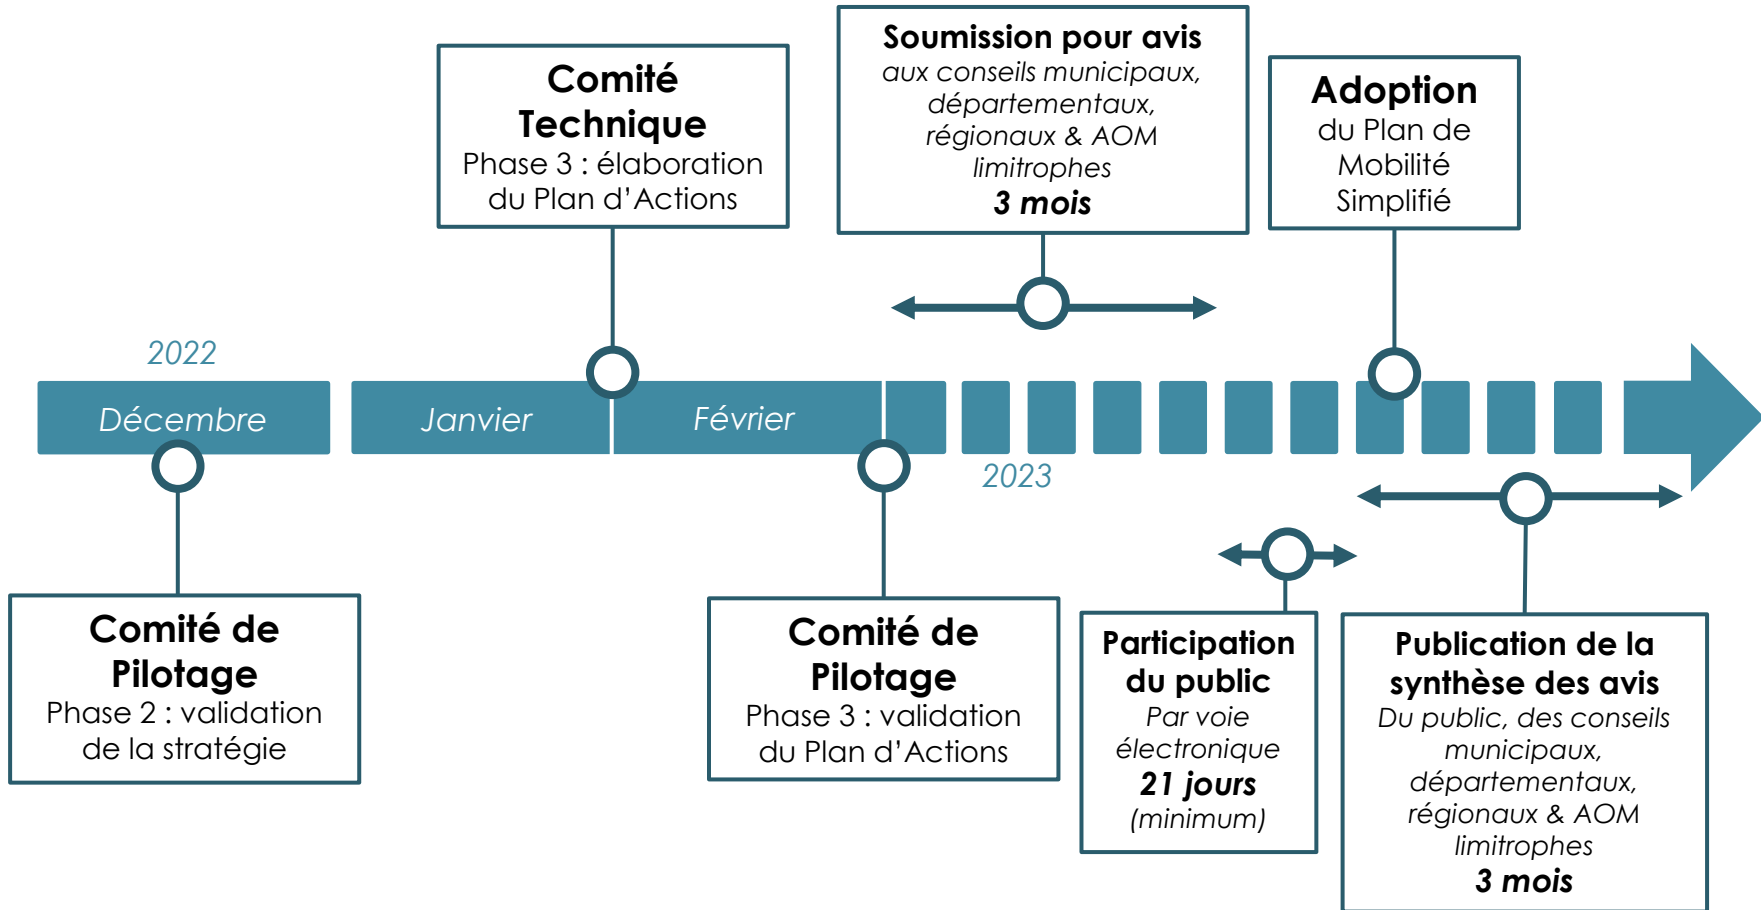 Comité
Technique
Phase 3 : élaboration
du Plan d’Actions
Soumission pour avis
aux conseils municipaux,
départementaux,
régionaux & AOM
limitrophes
3 mois
Adoption
du Plan de
Mobilité
Simplifié
2022
Décembre
Janvier
Février
2023
Comité de
Pilotage
Phase 2 : validation
de la stratégie
Comité de
Pilotage
Phase 3 : validation
du Plan d’Actions
Participation
du public
Par voie
électronique
21 jours
(minimum)
Publication de la
synthèse des avis
Du public, des conseils
municipaux,
départementaux,
régionaux & AOM
limitrophes
3 mois